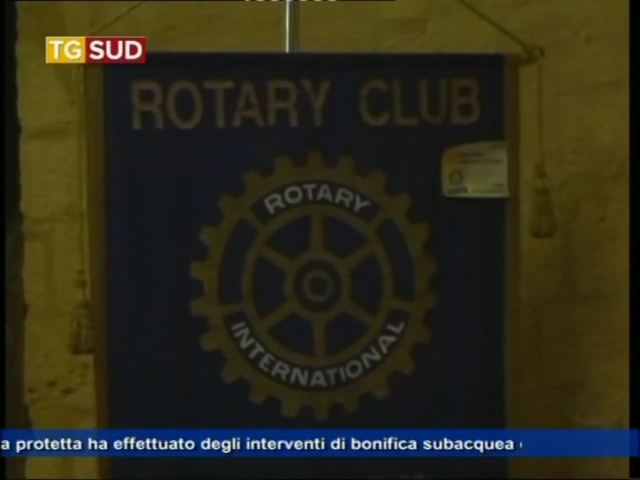 TG SUD
ROTARY CLUB
ROTARY
INTERNATIONAL
a protetta ha effettuato degli interventi di bonifica subacquea